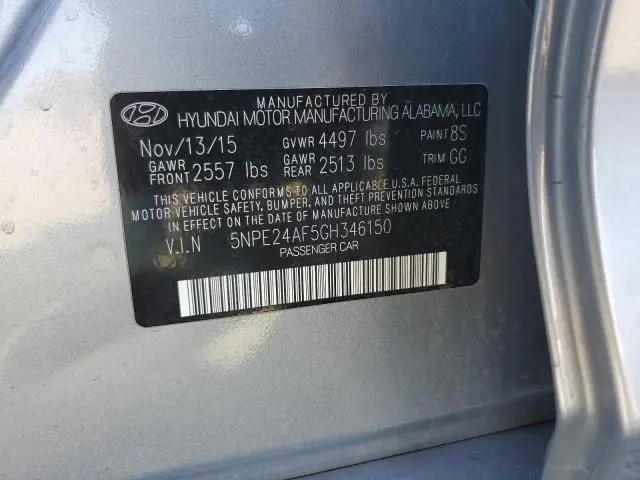 MANUFACTURED BY
HYUNDAI MOTOR MANUFACTURING ALABAMA, LLC
Nov/13/15 GVWR 4497 lbs PAINT 8S
GAWR FRONT 2557 lbs GAWR REAR 2513 lbs TRIM GG
THIS VEHICLE CONFORMS TO ALL APPLICABLE U.S.A. FEDERAL
MOTOR VEHICLE SAFETY, BUMPER, AND THEFT PREVENTION STANDARDS
IN EFFECT ON THE DATE OF MANUFACTURE SHOWN ABOVE.
V.I.N 5NPE24AF5GH346150
PASSENGER CAR